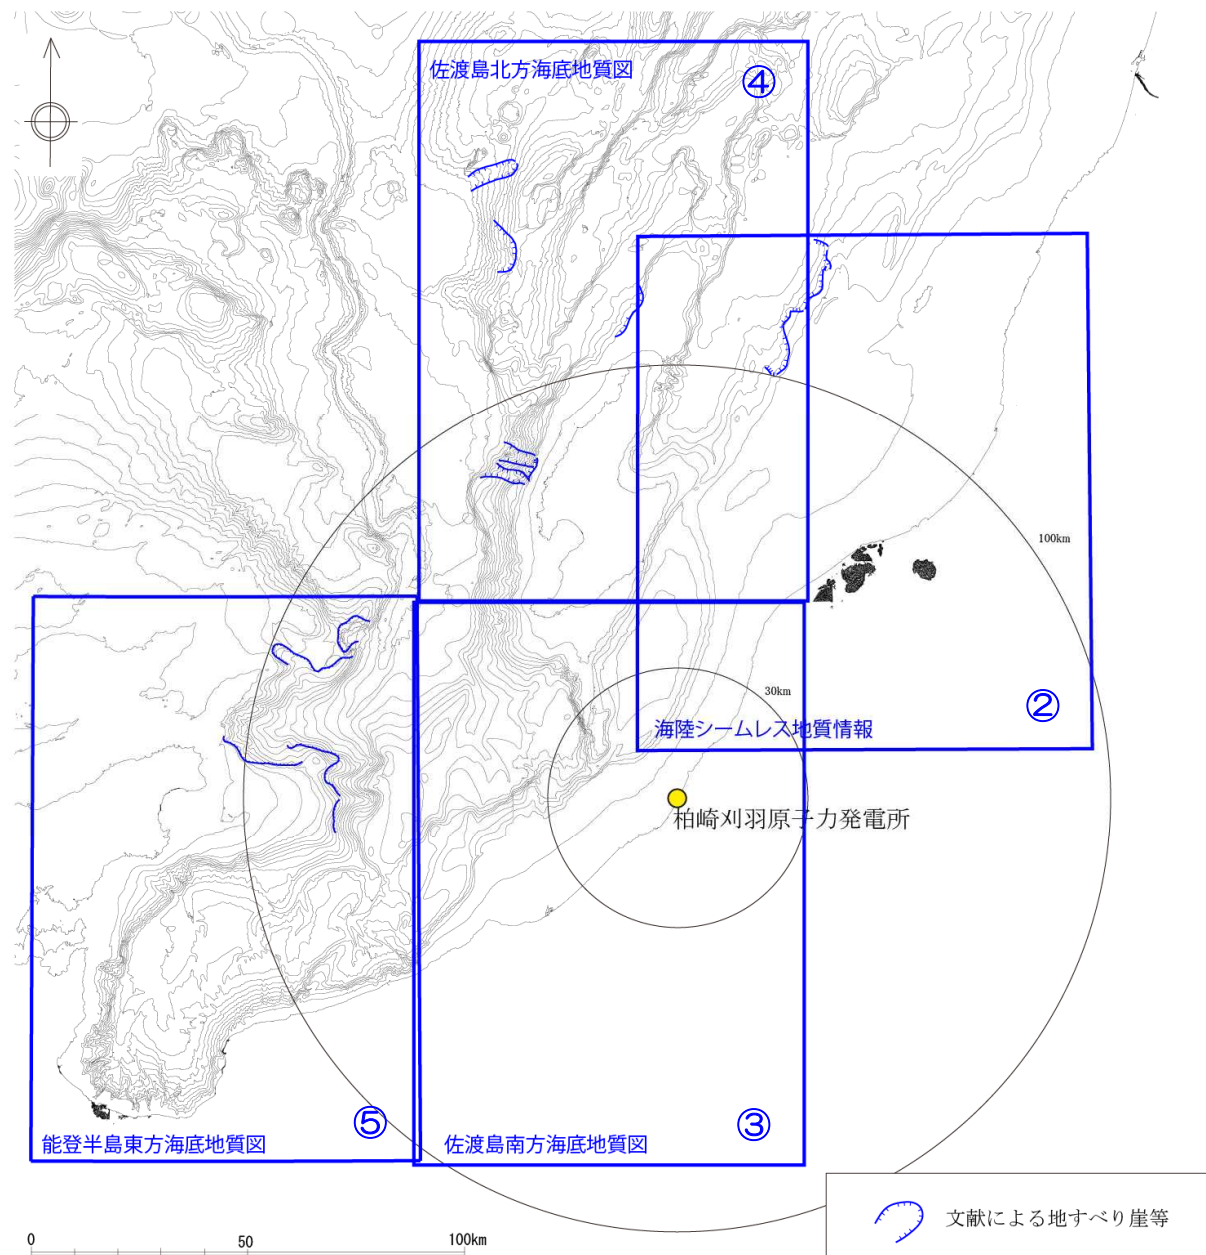 佐渡島北方海底地質図
④
100km
30km
②
海陸シームレス地質情報
柏崎刈羽原子力発電所
⑤
能登半島東方海底地質図
③
佐渡島南方海底地質図
文献による地すべり崖等
0 50 100km